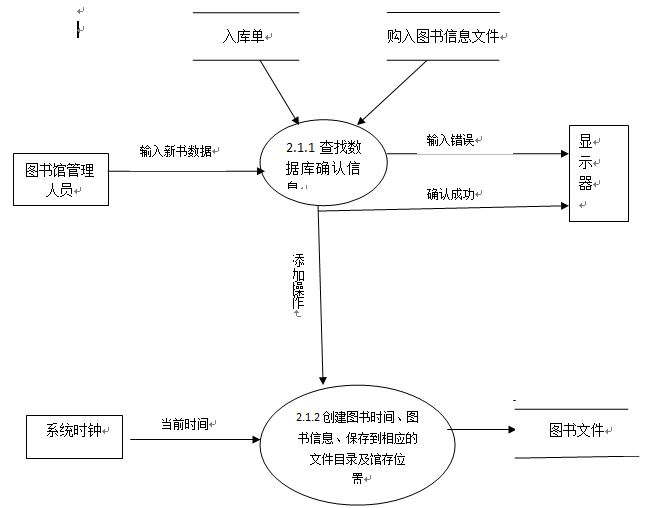 入库单
购入图书信息文件
输入新书数据
2.1.1 查找数
据库确认信
息
输入错误
显
示
器
图书馆管理
人员
确认成功
添
加
操
作
2.1.2 创建图书时间、图
书信息、保存到相应的
文件目录及馆存位
置
系统时钟
当前时间
图书文件